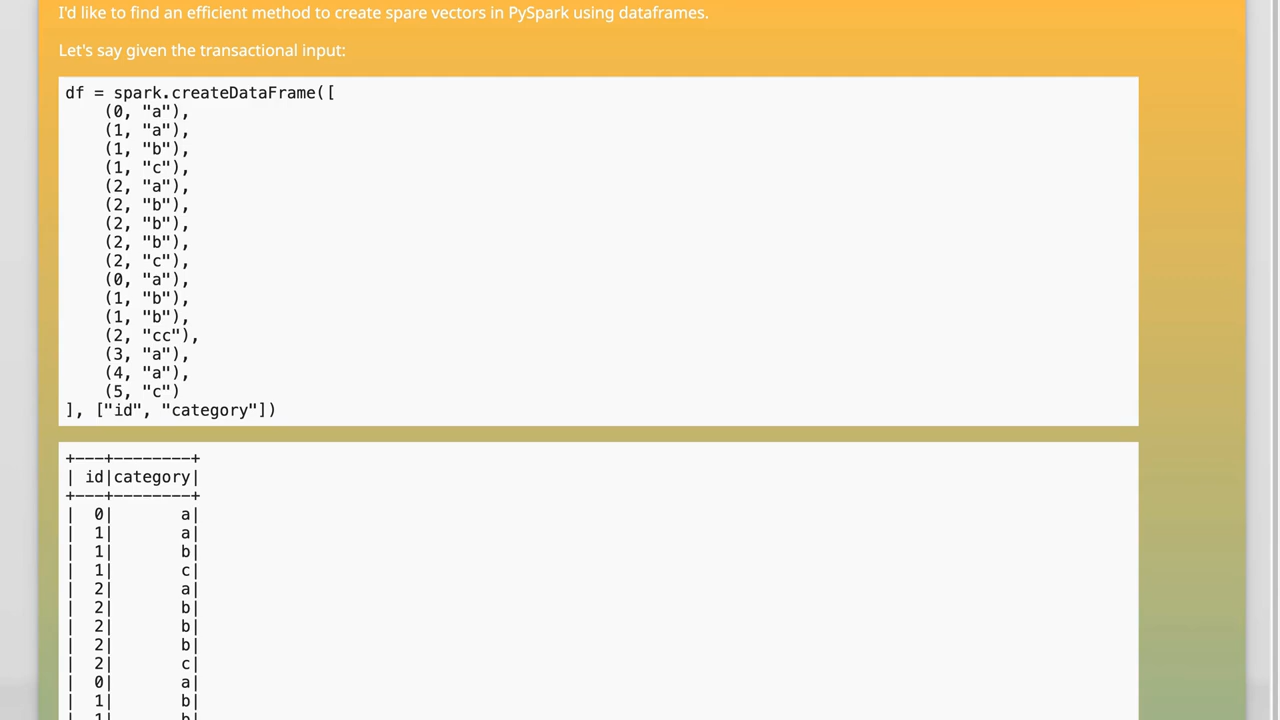 I'd like to find an efficient method to create spare vectors in PySpark using dataframes.
Let's say given the transactional input:
df = spark.createDataFrame([
    (0, "a"),
    (1, "a"),
    (1, "b"),
    (1, "c"),
    (2, "a"),
    (2, "b"),
    (2, "b"),
    (2, "b"),
    (2, "c"),
    (0, "a"),
    (1, "b"),
    (1, "b"),
    (2, "cc"),
    (3, "a"),
    (4, "a"),
    (5, "c")
], ["id", "category"])
+---+--------+
| id|category|
+---+--------+
|  0|       a|
|  1|       a|
|  1|       b|
|  1|       c|
|  2|       a|
|  2|       b|
|  2|       b|
|  2|       b|
|  2|       c|
|  0|       a|
|  1|       b|
|  1|       b|